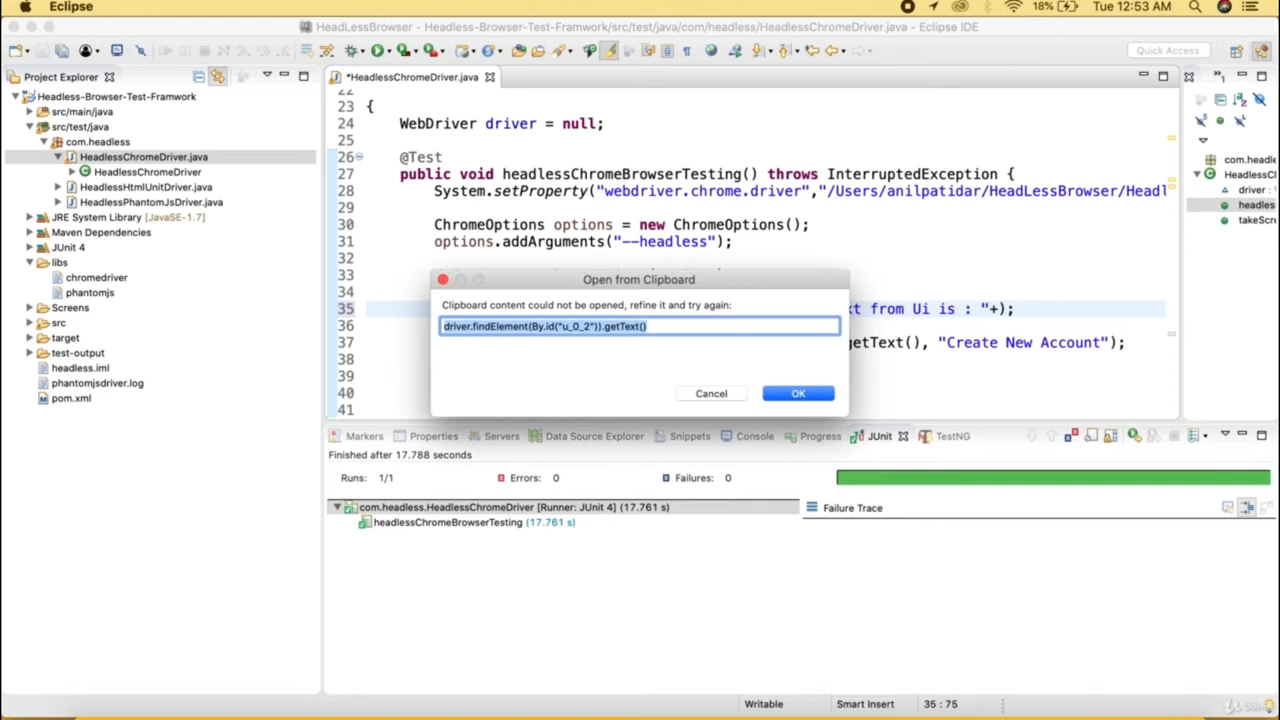 Eclipse
18%
Tue 12:53 AM
HeadLessBrowser - Headless-Browser-Test-Framwork/src/test/java/com/headless/HeadlessChromeDriver.java - Eclipse IDE
Quick Access
Project Explorer
*HeadlessChromeDriver.java
Headless-Browser-Test-Framwork
src/main/java
src/test/java
com.headless
HeadlessChromeDriver.java
HeadlessChromeDriver
HeadlessHtmlUnitDriver.java
HeadlessPhantomJsDriver.java
JRE System Library [JavaSE-1.7]
Maven Dependencies
JUnit 4
libs
chromedriver
phantomjs
Screens
src
target
test-output
headless.iml
phantomjsdriver.log
pom.xml
22
23 {
24 WebDriver driver = null;
25
26 @Test
27 public void headlessChromeBrowserTesting() throws InterruptedException {
28 System.setProperty("webdriver.chrome.driver","/Users/anilpatidar/HeadLessBrowser/Headl
29
30 ChromeOptions options = new ChromeOptions();
31 options.addArguments("--headless");
32
33
34
35 xt from Ui is : "+);
36
37 getText(), "Create New Account");
38
39
40
41
Open from Clipboard
Clipboard content could not be opened, refine it and try again:
driver.findElement(By.id("u_0_2")).getText()
Cancel
OK
com.headle
HeadlessCl
driver :
headles
takeScre
Markers
Properties
Servers
Data Source Explorer
Snippets
Console
Progress
JUnit
TestNG
Finished after 17.788 seconds
Runs: 1/1
Errors: 0
Failures: 0
com.headless.HeadlessChromeDriver [Runner: JUnit 4] (17.761 s)
headlessChromeBrowserTesting (17.761 s)
Failure Trace
Writable
Smart Insert
35 : 75